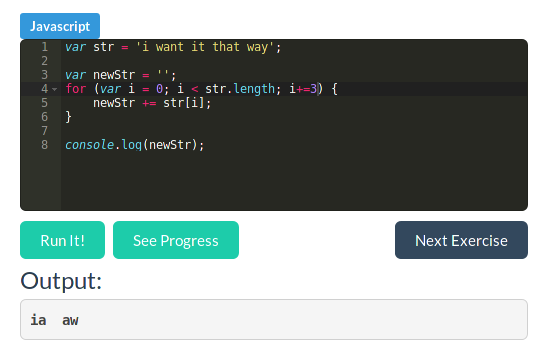 Javascript
1 var str = 'i want it that way';
2
3 var newStr = '';
4 for (var i = 0; i < str.length; i+=3) {
5     newStr += str[i];
6 }
7
8 console.log(newStr);
Run It! See Progress Next Exercise
Output:
ia  aw